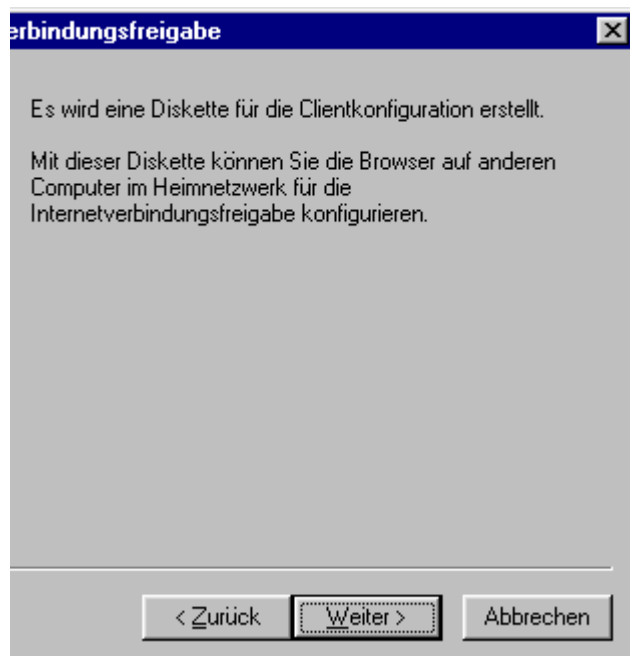 erbindungsfreigabe
Es wird eine Diskette für die Clientkonfiguration erstellt.
Mit dieser Diskette können Sie die Browser auf anderen
Computer im Heimnetzwerk für die
Internetverbindungsfreigabe konfigurieren.
< Zurück Weiter > Abbrechen